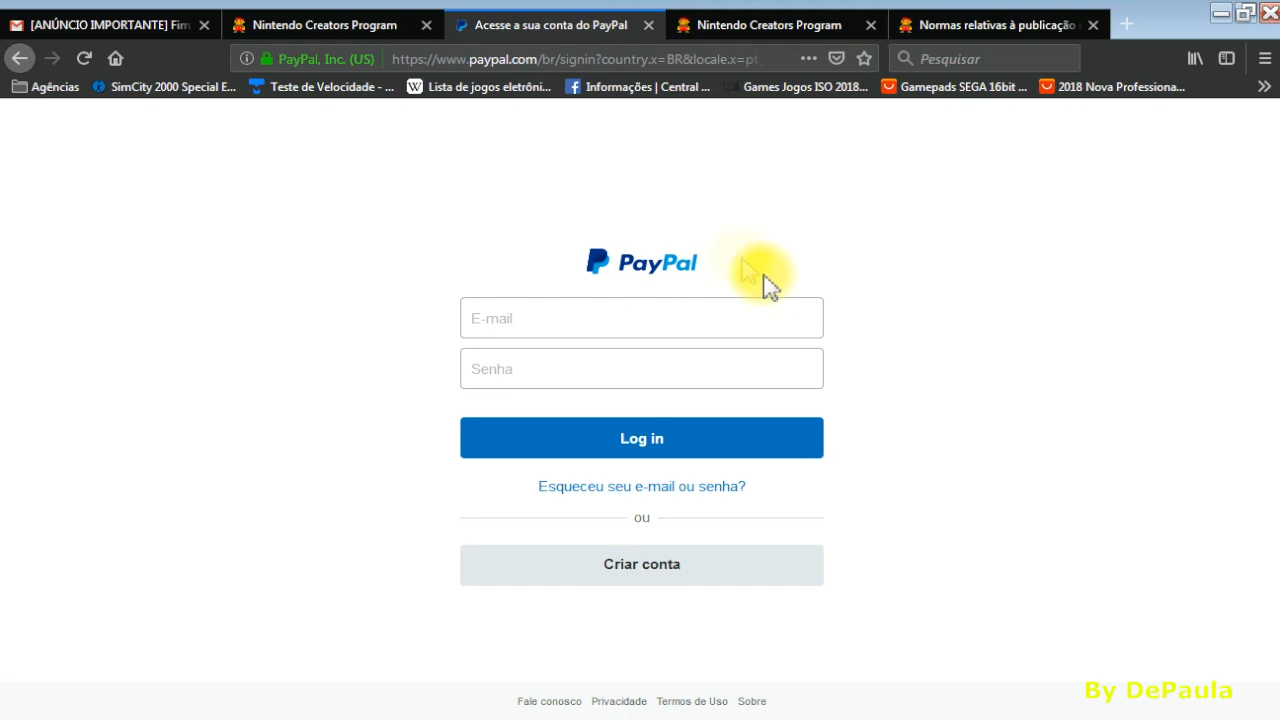 [ANÚNCIO IMPORTANTE] Fim
Nintendo Creators Program
Acesse a sua conta do PayPal
Nintendo Creators Program
Normas relativas à publicação
PayPal, Inc. (US)
https://www.paypal.com/br/signin?country.x=BR&locale.x=pt_
Pesquisar
Agências
SimCity 2000 Special E...
Teste de Velocidade - ...
Lista de jogos eletrôni...
Informações | Central ...
Games Jogos ISO 2018...
Gamepads SEGA 16bit ...
2018 Nova Professiona...
PayPal
E-mail
Senha
Log in
Esqueceu seu e-mail ou senha?
ou
Criar conta
Fale conosco Privacidade Termos de Uso Sobre
By DePaula